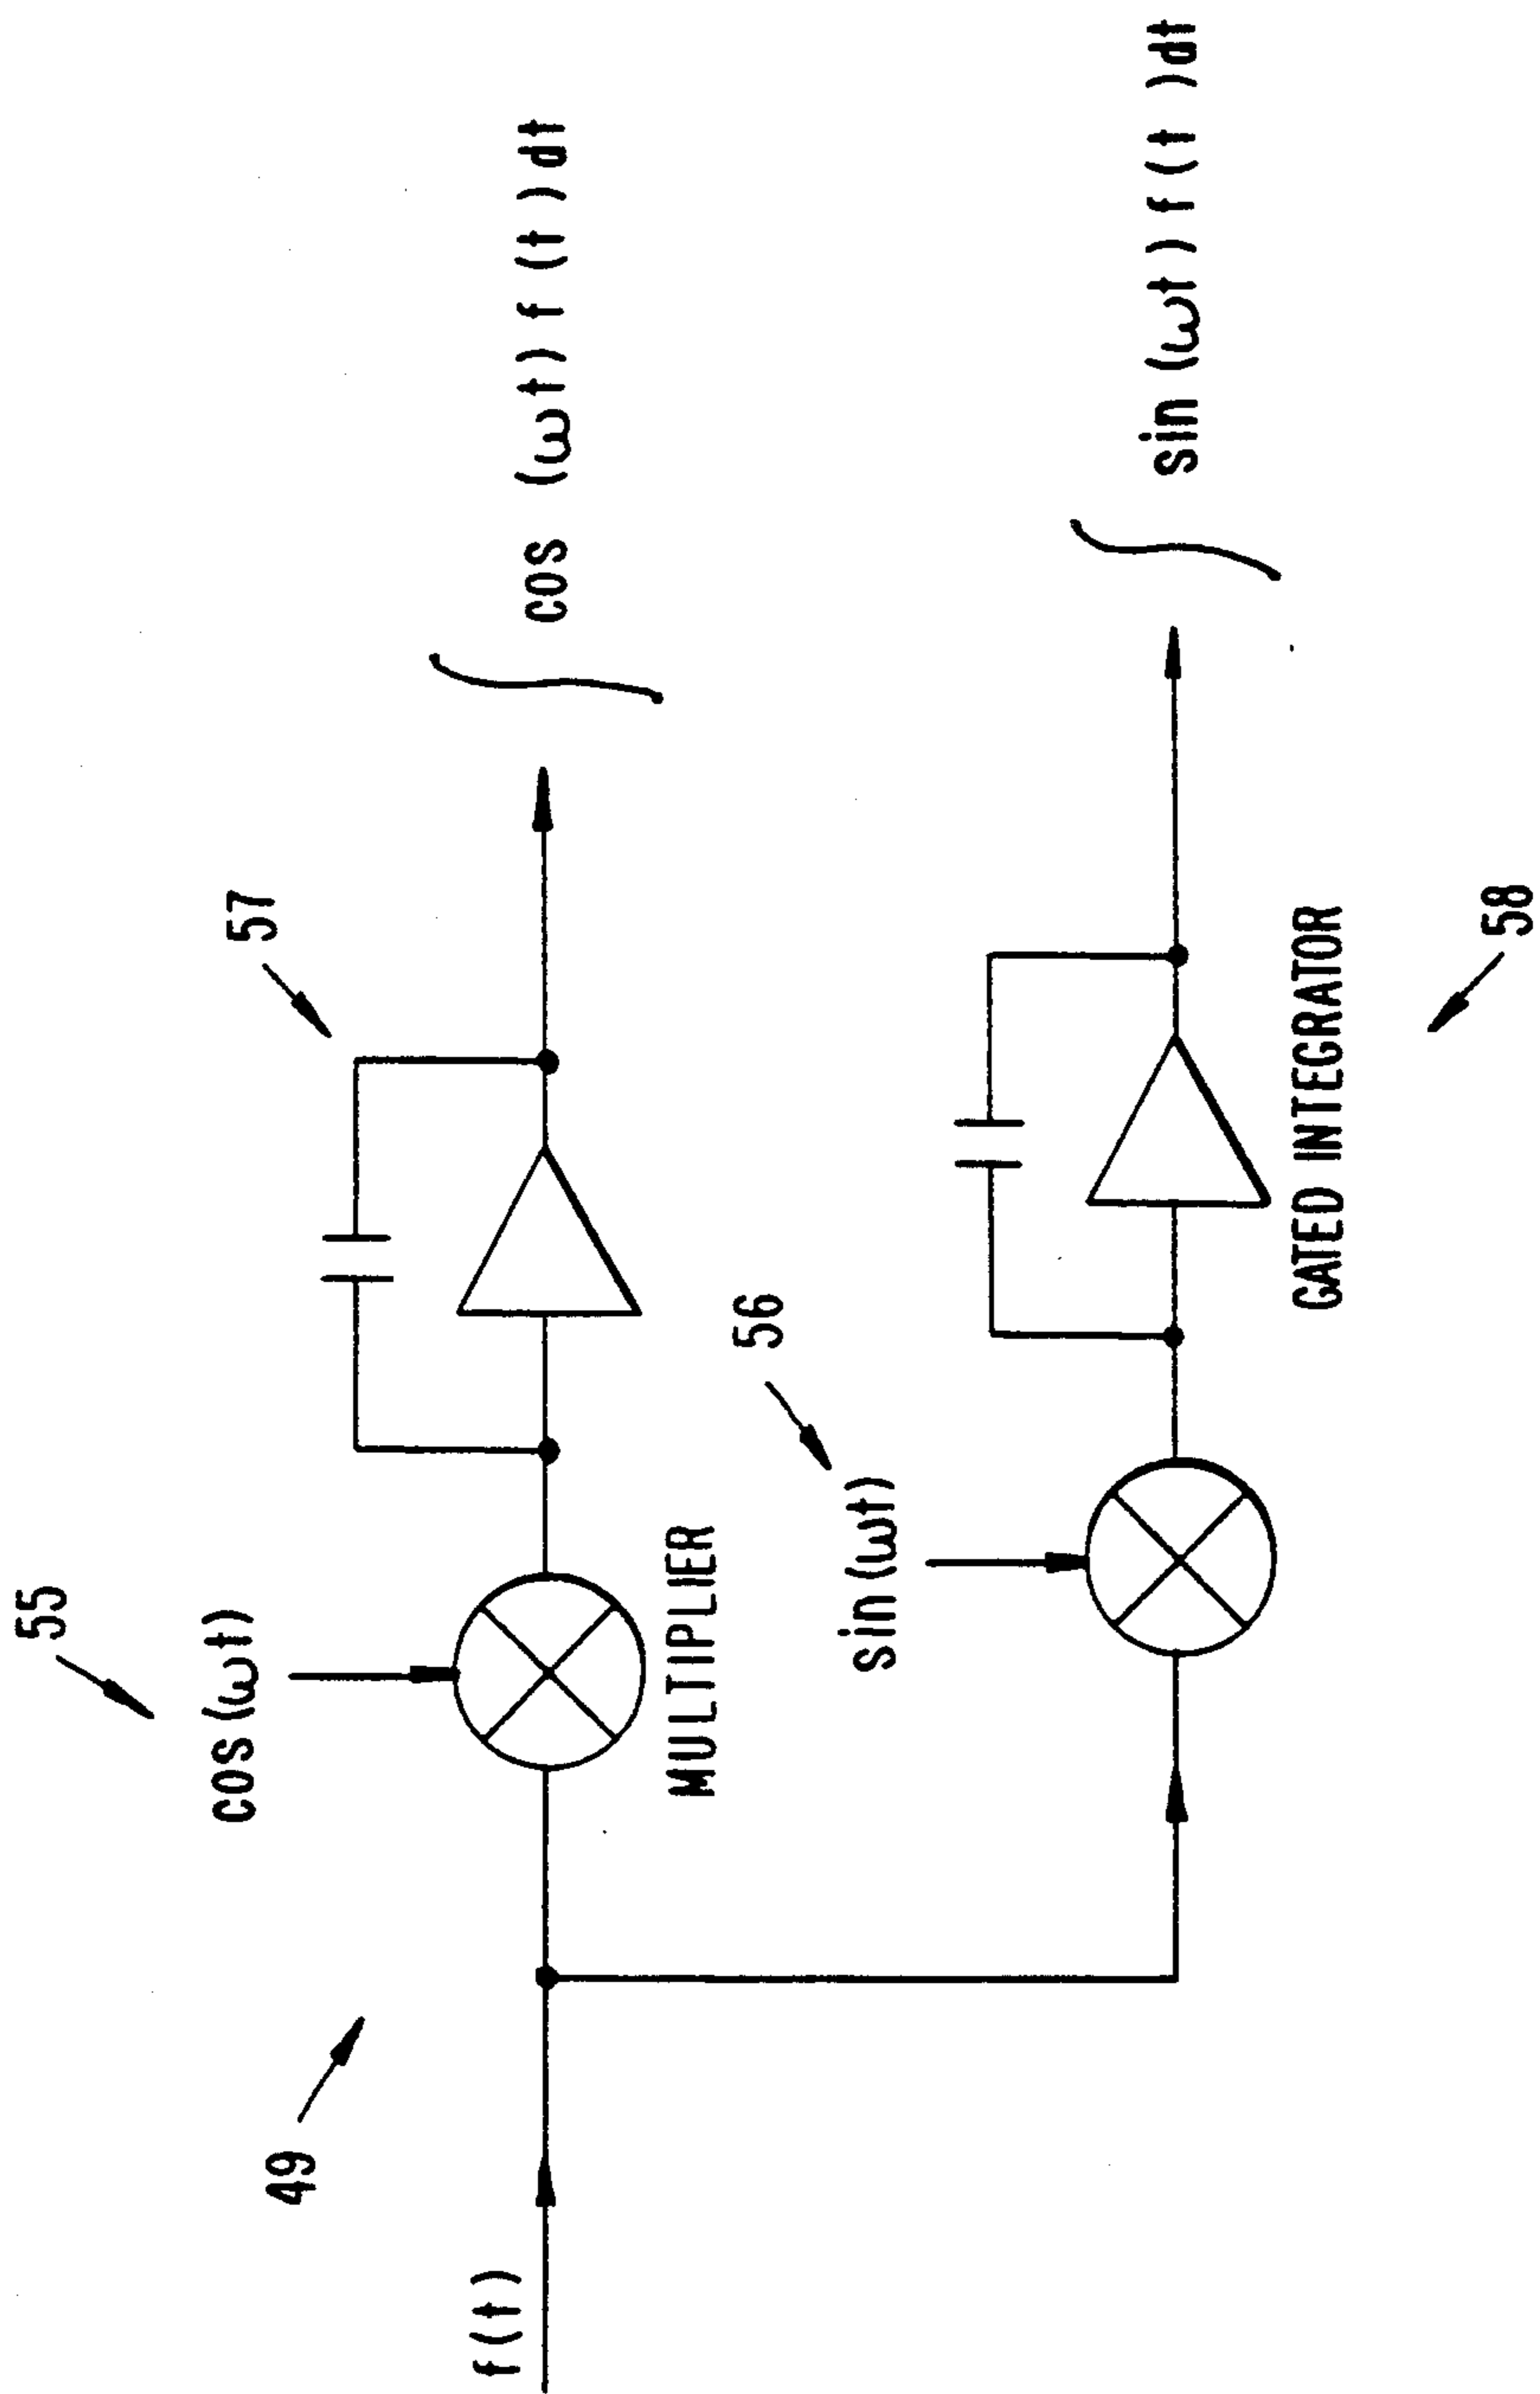 55
cos (ωt)
57
49
f(t)
MULTIPLIER
∫ cos (ωt) f (t) dt
56
sin (ωt)
GATED INTEGRATOR
58
∫ sin (ωt) f (t) dt